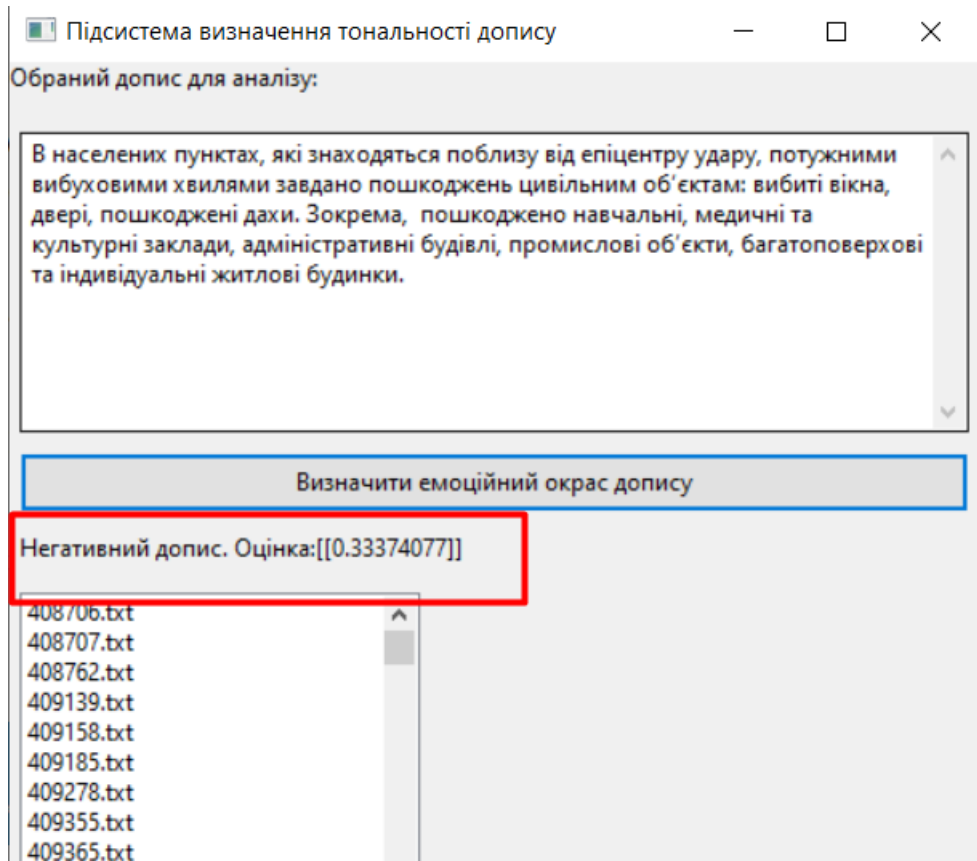 Підсистема визначення тональності допису
Обраний допис для аналізу:
В населених пунктах, які знаходяться поблизу від епіцентру удару, потужними
вибуховими хвилями завдано пошкоджень цивільним об’єктам: вибиті вікна,
двері, пошкоджені дахи. Зокрема,  пошкоджено навчальні, медичні та
культурні заклади, адміністративні будівлі, промислові об’єкти, багатоповерхові
та індивідуальні житлові будинки.
Визначити емоційний окрас допису
Негативний допис. Оцінка:[[0.33374077]]
408706.txt
408707.txt
408762.txt
409139.txt
409158.txt
409185.txt
409278.txt
409355.txt
409365.txt